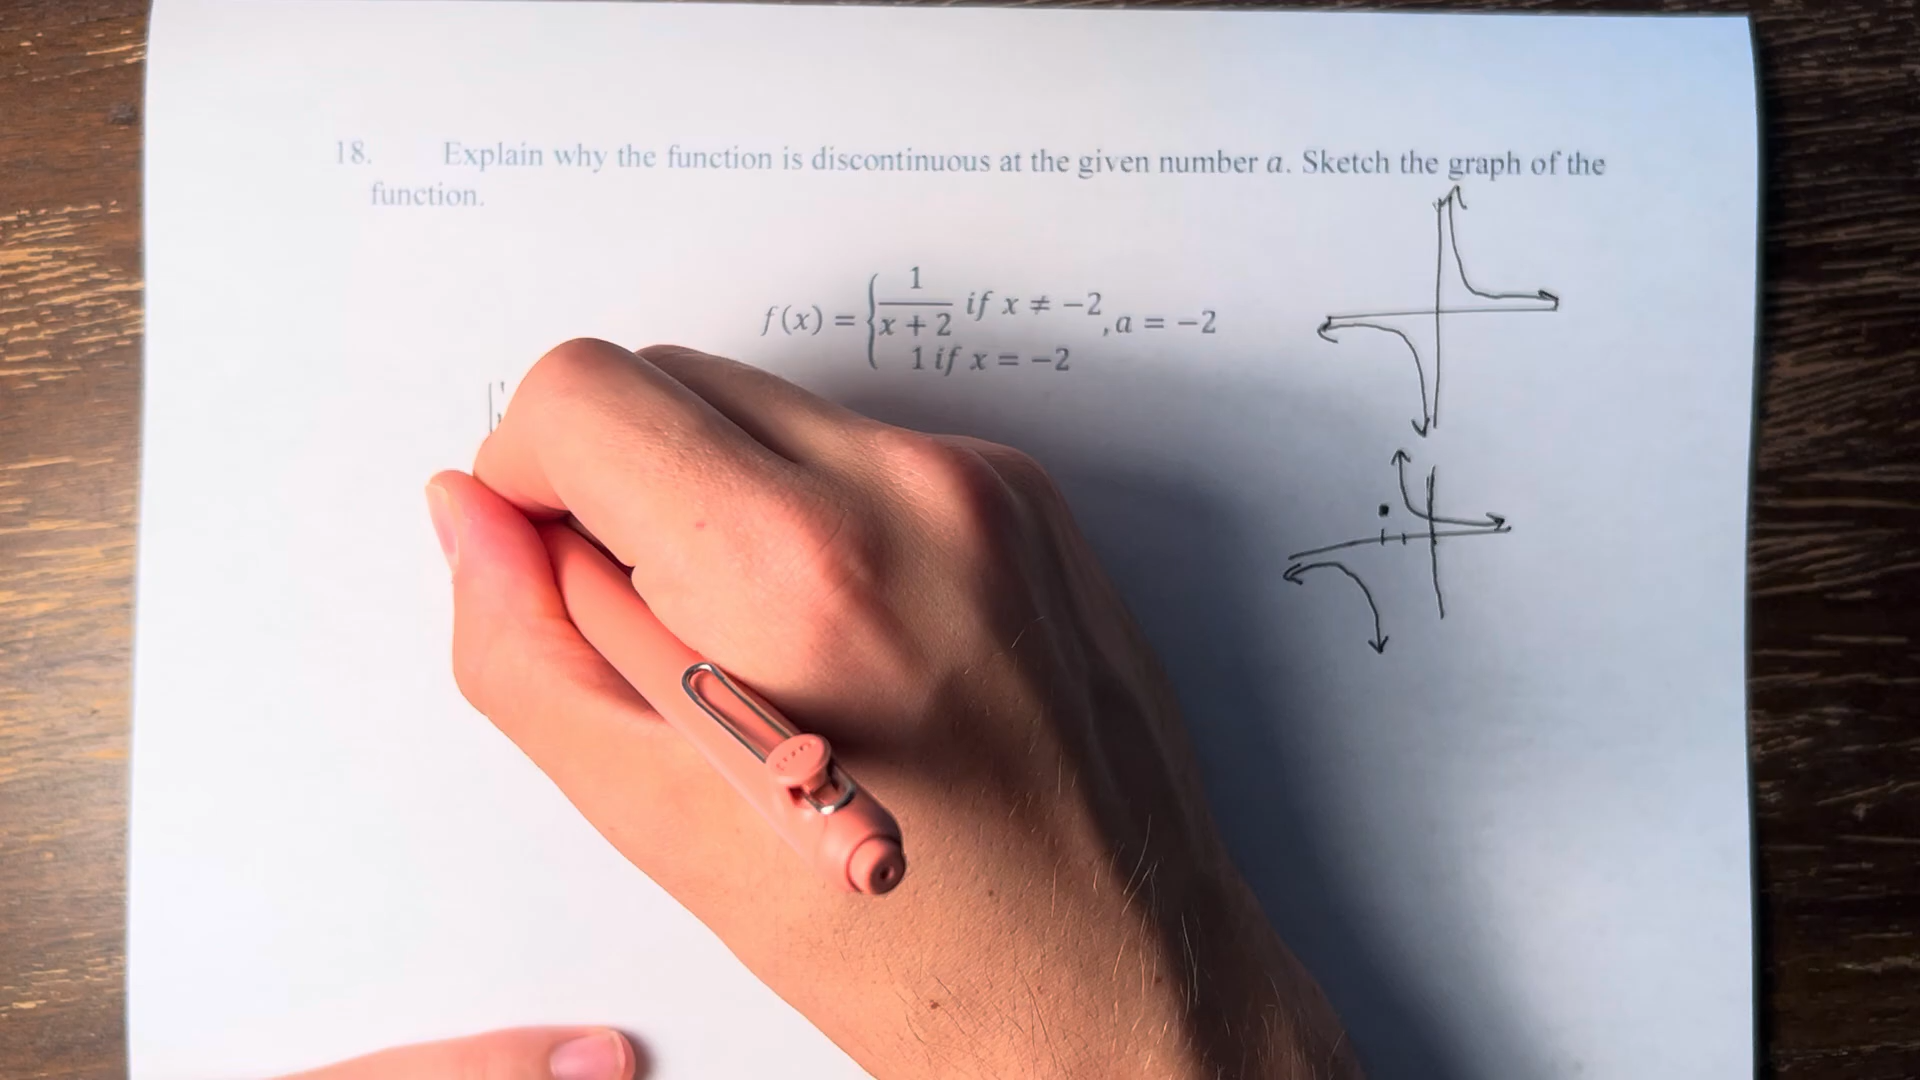 18. Explain why the function is discontinuous at the given number a. Sketch the graph of the
function.
f(x) = { 1/(x + 2) if x ≠ −2
1 if x = −2
, a = −2